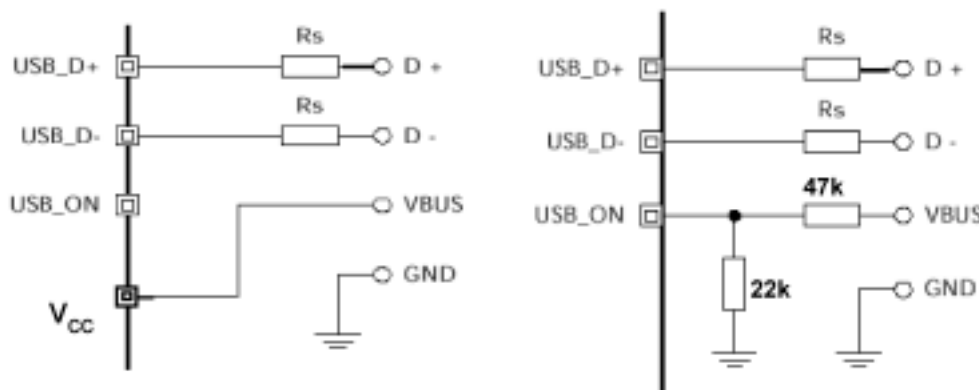 Rs
USB_D+ D +
Rs
USB_D- D -
USB_ON VBUS
GND
VCC
Rs
USB_D+ D +
Rs
USB_D- D -
47k
USB_ON VBUS
22k GND